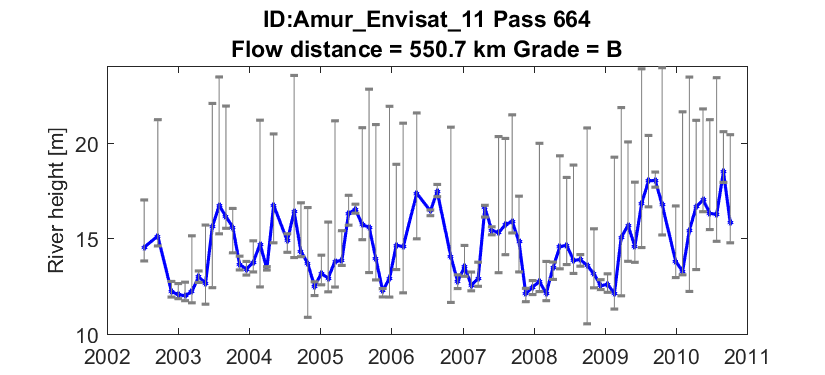 ID:Amur_Envisat_11 Pass 664
Flow distance = 550.7 km Grade = B
River height [m]
20
15
10
2002 2003 2004 2005 2006 2007 2008 2009 2010 2011